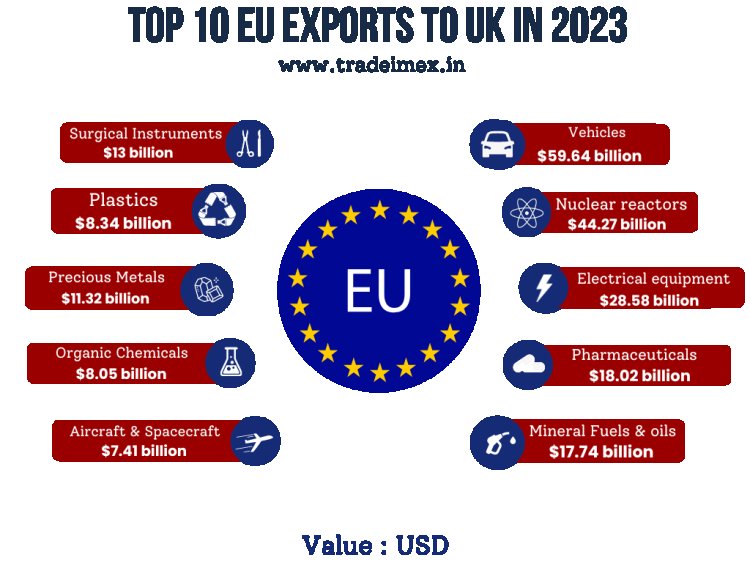 TOP 10 EU EXPORTS TO UK IN 2023
www.tradeimex.in
Surgical Instruments
$13 billion
Plastics
$8.34 billion
Precious Metals
$11.32 billion
Organic Chemicals
$8.05 billion
Aircraft & Spacecraft
$7.41 billion
EU
Vehicles
$59.64 billion
Nuclear reactors
$44.27 billion
Electrical equipment
$28.58 billion
Pharmaceuticals
$18.02 billion
Mineral Fuels & oils
$17.74 billion
Value : USD